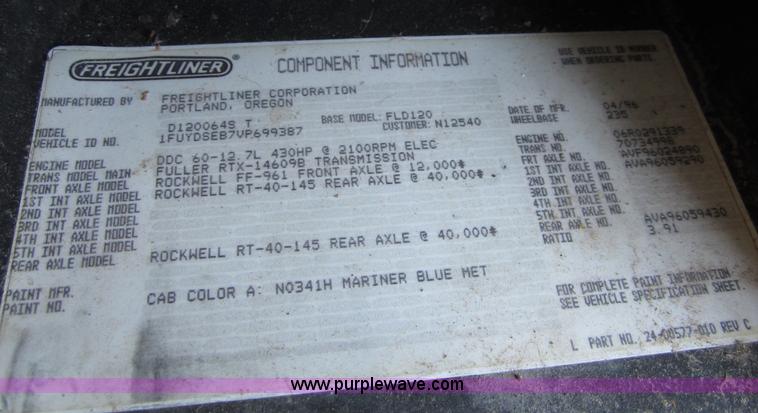 FREIGHTLINER® COMPONENT INFORMATION USE VEHICLE ID NUMBER
WHEN ORDERING PARTS.
MANUFACTURED BY FREIGHTLINER CORPORATION
PORTLAND, OREGON
MODEL D120064S T BASE MODEL: FLD120 DATE OF MFR. 04/96
VEHICLE ID NO. 1FUYDSEB7VP699387 CUSTOMER: N12540 WHEELBASE 235
ENGINE MODEL DDC 60-12.7L 430HP @ 2100RPM ELEC ENGINE NO. 06R0291339
TRANS MODEL MAIN FULLER RTX-14609B TRANSMISSION TRANS NO.
FRONT AXLE MODEL ROCKWELL FF-961 FRONT AXLE @ 12,000# FRT AXLE NO. AVF96024890
1ST INT AXLE MODEL ROCKWELL RT-40-145 REAR AXLE @ 40,000# 1ST INT AXLE NO. AVA96059290
2ND INT AXLE MODEL 2ND INT AXLE NO.
3RD INT AXLE MODEL 3RD INT AXLE NO.
4TH INT AXLE MODEL 4TH INT AXLE NO.
5TH INT AXLE MODEL 5TH INT AXLE NO.
REAR AXLE MODEL ROCKWELL RT-40-145 REAR AXLE @ 40,000# REAR AXLE NO. AVA96059430
RATIO 3.91
PAINT MFR.
PAINT NO. CAB COLOR A: N0341H MARINER BLUE MET
FOR COMPLETE PAINT INFORMATION
SEE VEHICLE SPECIFICATION SHEET.
L PART NO. 24-00577-010 REV C
www.purplewave.com